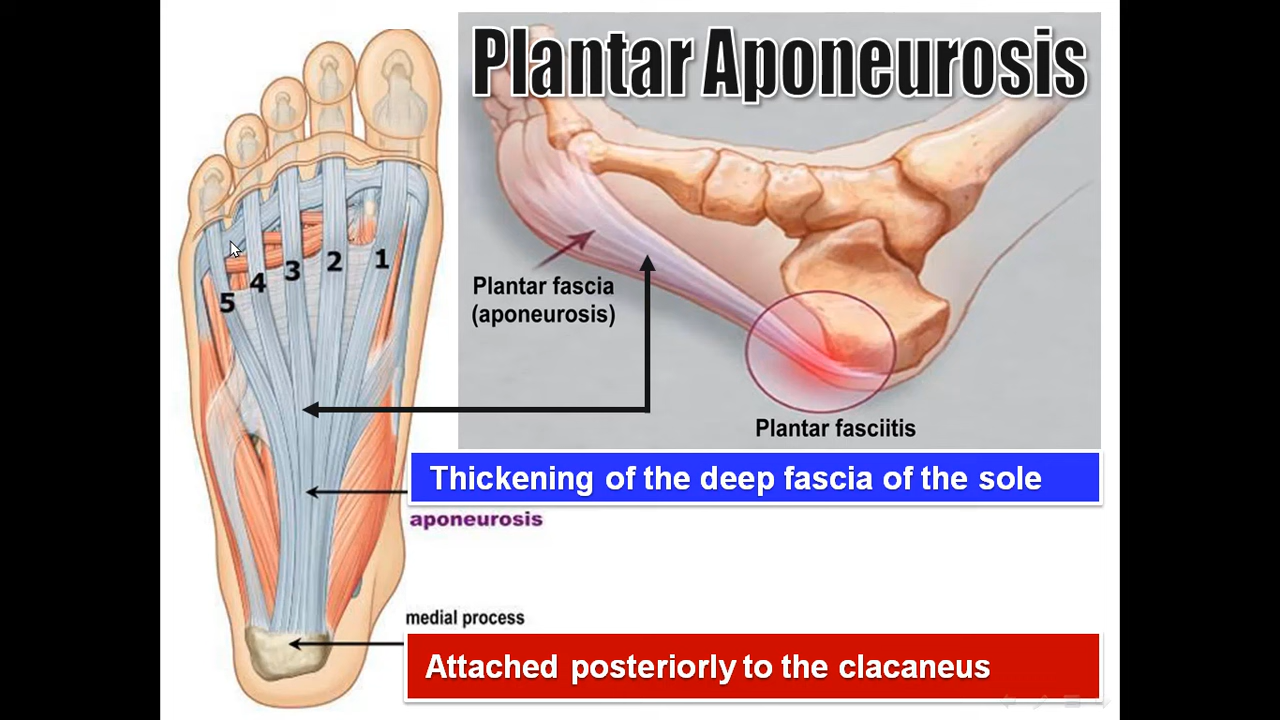 Plantar Aponeurosis
1
2
3
4
5
Plantar fascia
(aponeurosis)
Plantar fasciitis
Thickening of the deep fascia of the sole
aponeurosis
medial process
Attached posteriorly to the clacaneus